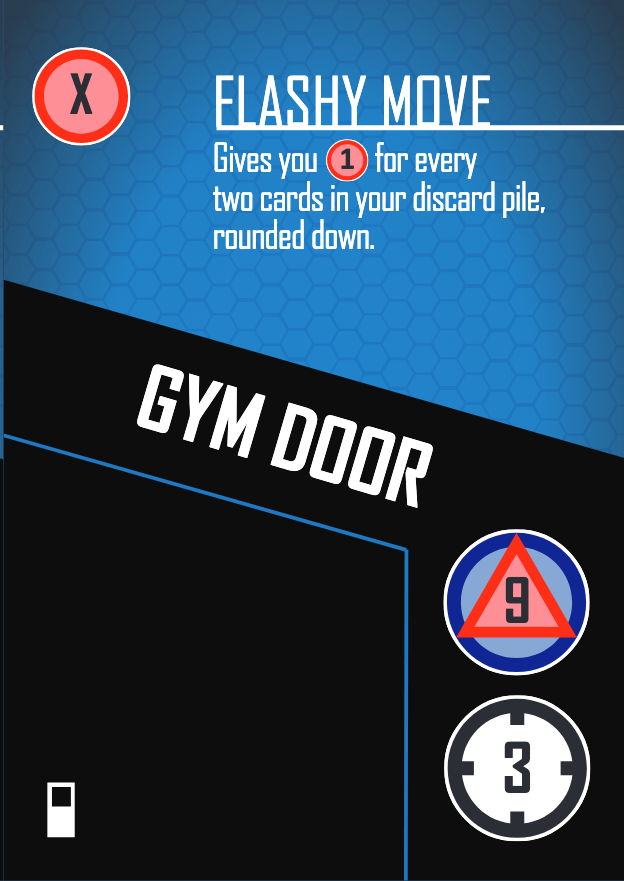 X
FLASHY MOVE
Gives you 1 for every
two cards in your discard pile,
rounded down.
GYM DOOR
9
3